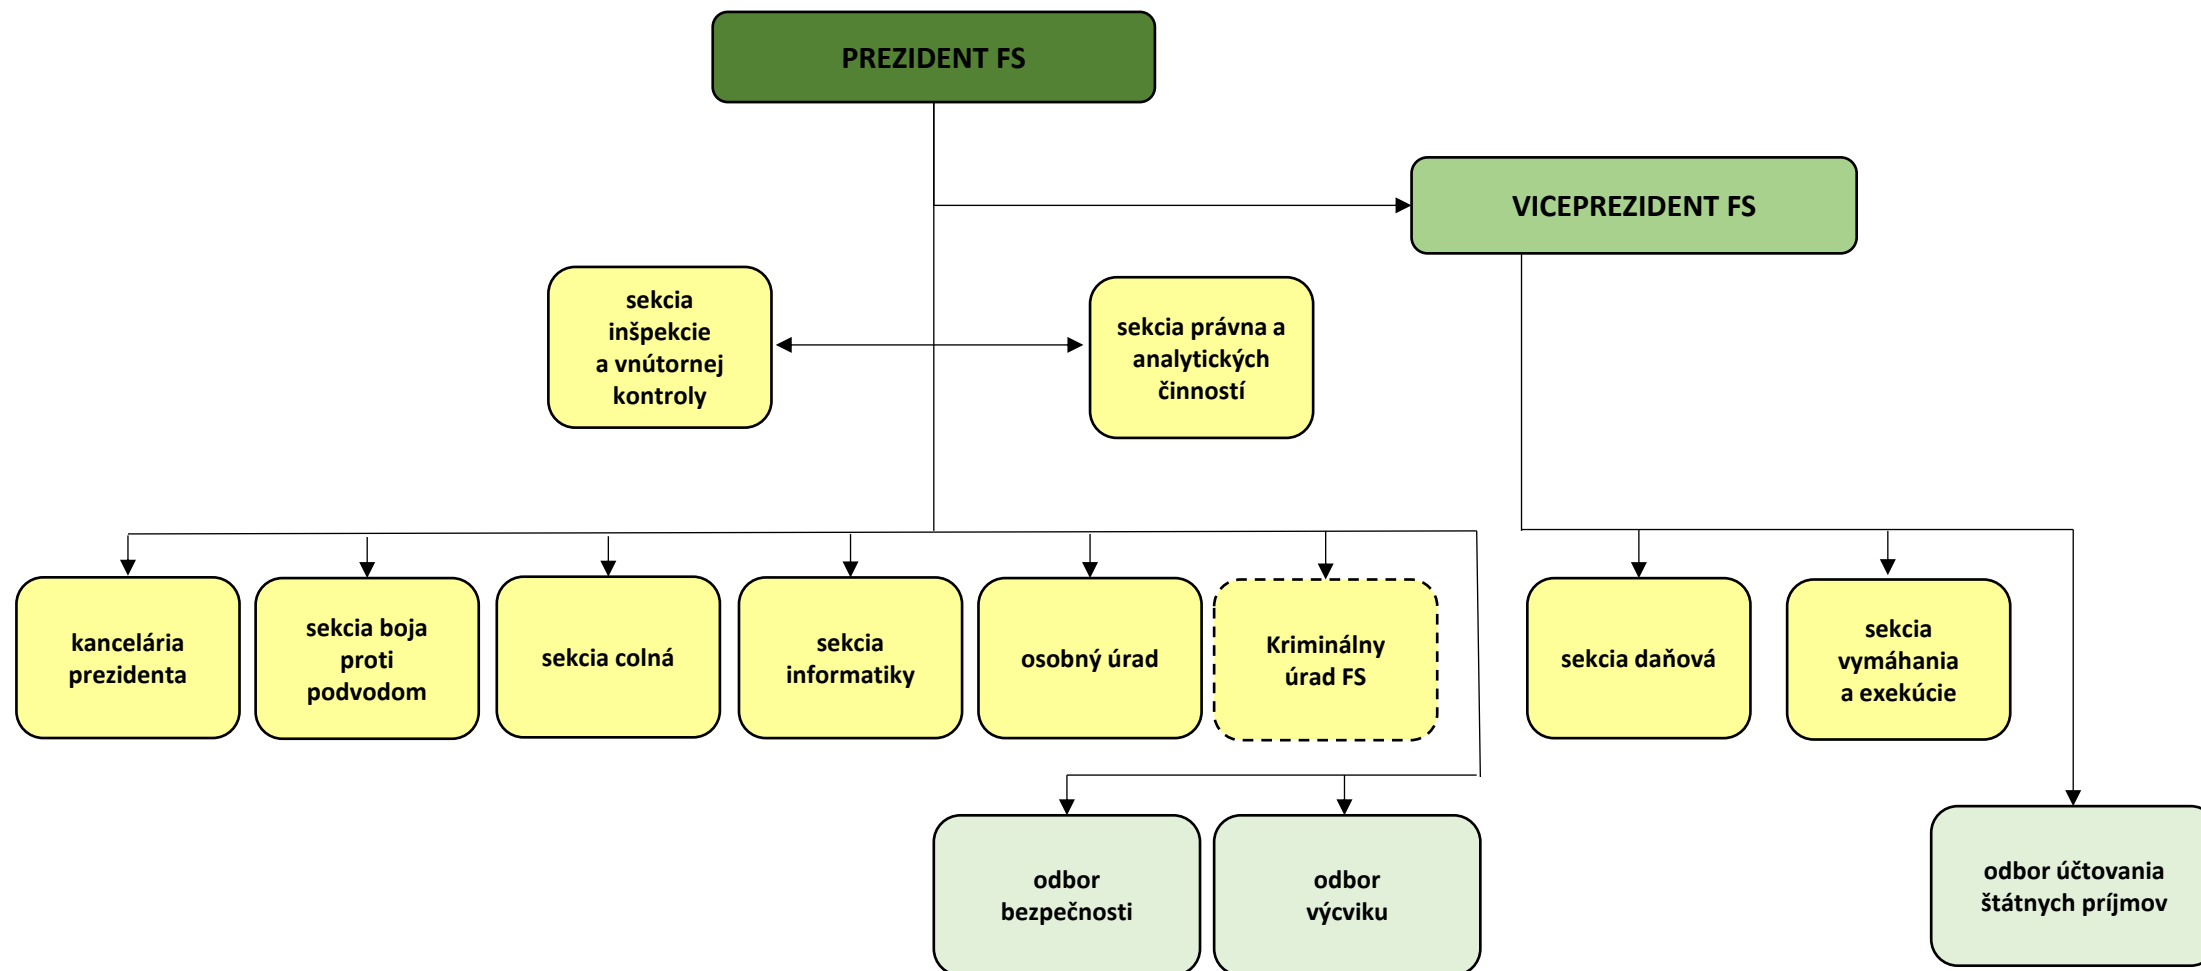 PREZIDENT FS
VICEPREZIDENT FS
sekcia
inšpekcie
a vnútornej
kontroly
sekcia právna a
analytických
činností
kancelária
prezidenta
sekcia boja
proti
podvodom
sekcia colná
sekcia
informatiky
osobný úrad
Kriminálny
úrad FS
sekcia daňová
sekcia
vymáhania
a exekúcie
odbor
bezpečnosti
odbor
výcviku
odbor účtovania
štátnych príjmov